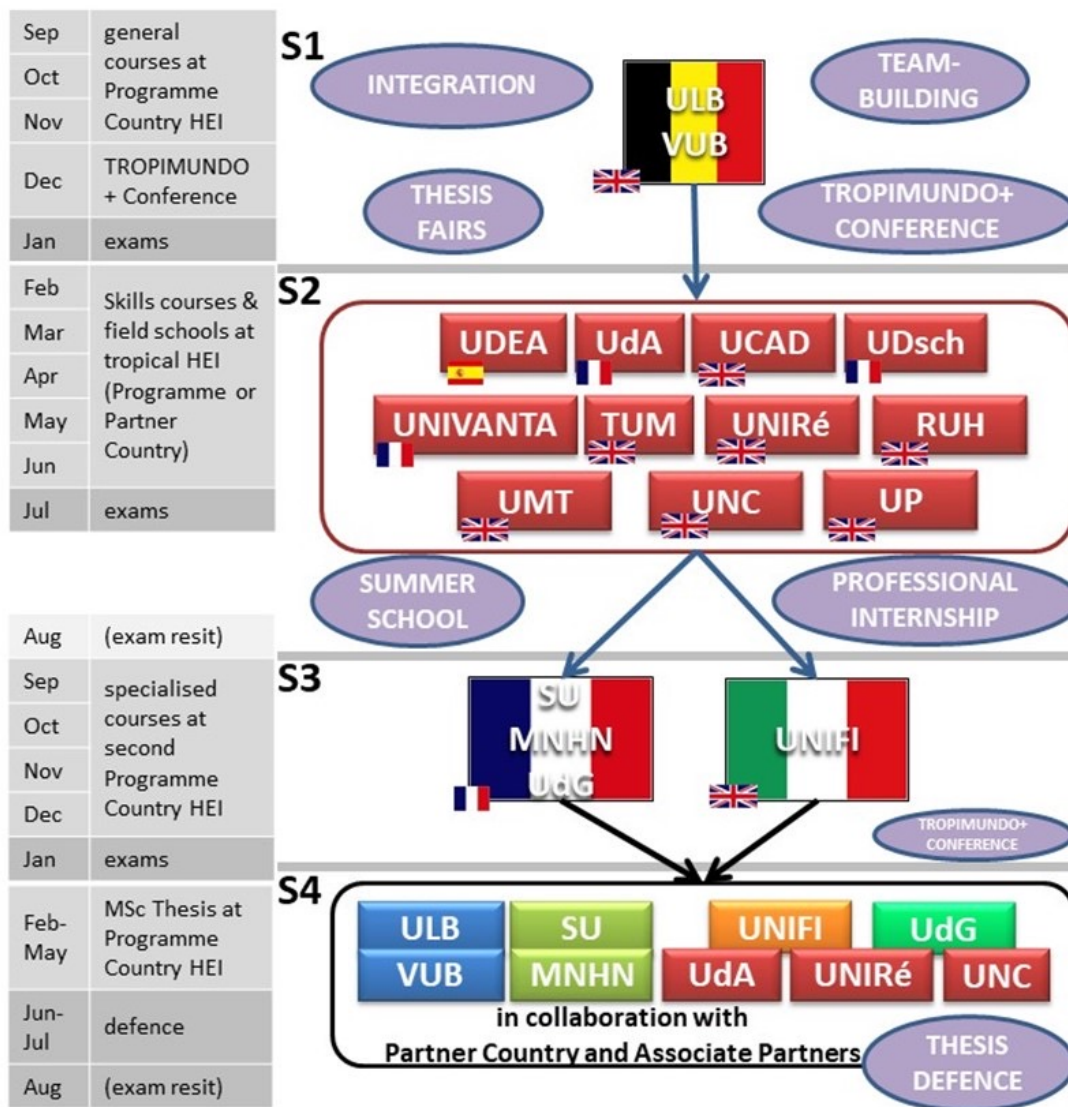 Sep
Oct
Nov
general
courses at
Programme
Country HEI
Dec
TROPIMUNDO
+ Conference
Jan
exams
S1
INTEGRATION
ULB
VUB
TEAM-
BUILDING
THESIS
FAIRS
TROPIMUNDO+
CONFERENCE
Feb
Mar
Apr
May
Jun
Skills courses &
field schools at
tropical HEI
(Programme or
Partner
Country)
Jul
exams
S2
UDEA
UdA
UCAD
UDsch
UNIVANTA
TUM
UNIRé
RUH
UMT
UNC
UP
SUMMER
SCHOOL
PROFESSIONAL
INTERNSHIP
Aug
(exam resit)
Sep
Oct
Nov
Dec
specialised
courses at
second
Programme
Country HEI
Jan
exams
S3
SU
MNHN
UdG
UNIFI
TROPIMUNDO+
CONFERENCE
Feb-
May
MSc Thesis at
Programme
Country HEI
Jun-
Jul
defence
Aug
(exam resit)
S4
ULB
VUB
SU
MNHN
UNIFI
UdG
UdA
UNIRé
UNC
in collaboration with
Partner Country and Associate Partners
THESIS
DEFENCE